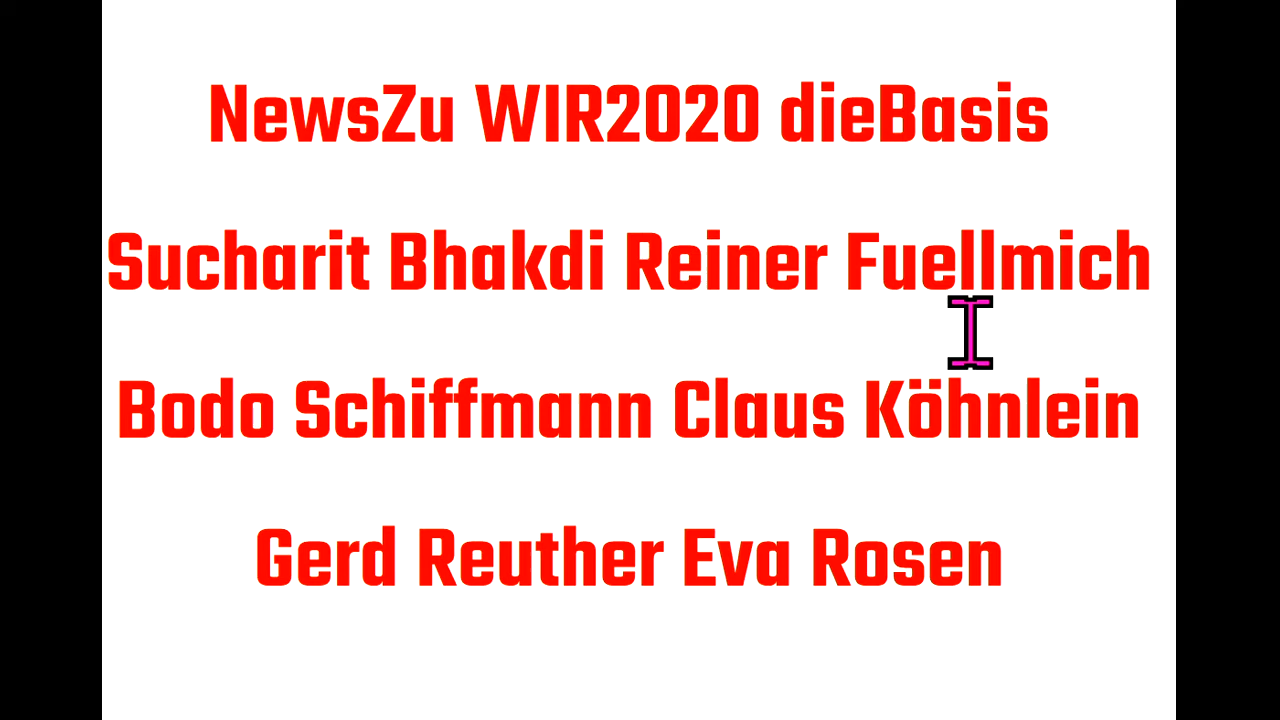 NewsZu WIR2020 dieBasis
Sucharit Bhakdi Reiner Fuellmich
Bodo Schiffmann Claus Köhnlein
Gerd Reuther Eva Rosen